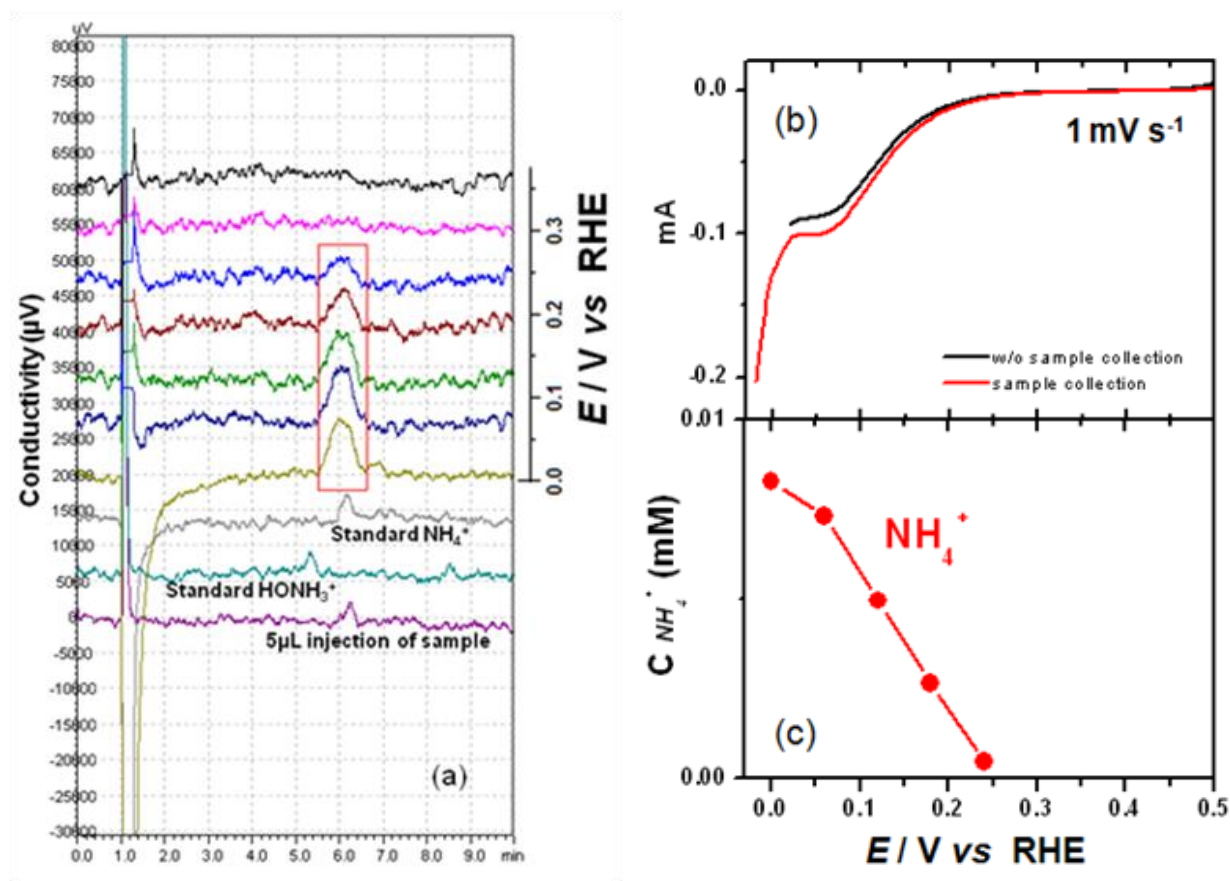 µV
80000
75000
70000
65000
60000
55000
50000
45000
40000
35000
30000
25000
20000
15000
10000
5000
0
-5000
-10000
-15000
-20000
-25000
-30000
Conductivity (µV)
0.3
0.2
0.1
0.0
E / V vs RHE
Standard NH₄⁺
Standard HONH₃⁺
5µL injection of sample
(a)
0.0 1.0 2.0 3.0 4.0 5.0 6.0 7.0 8.0 9.0 min
0.0
-0.1
-0.2
mA
(b)
1 mV s⁻¹
w/o sample collection
sample collection
0.01
0.00
C NH₄⁺ (mM)
NH₄⁺
(c)
0.0 0.1 0.2 0.3 0.4 0.5
E / V vs RHE